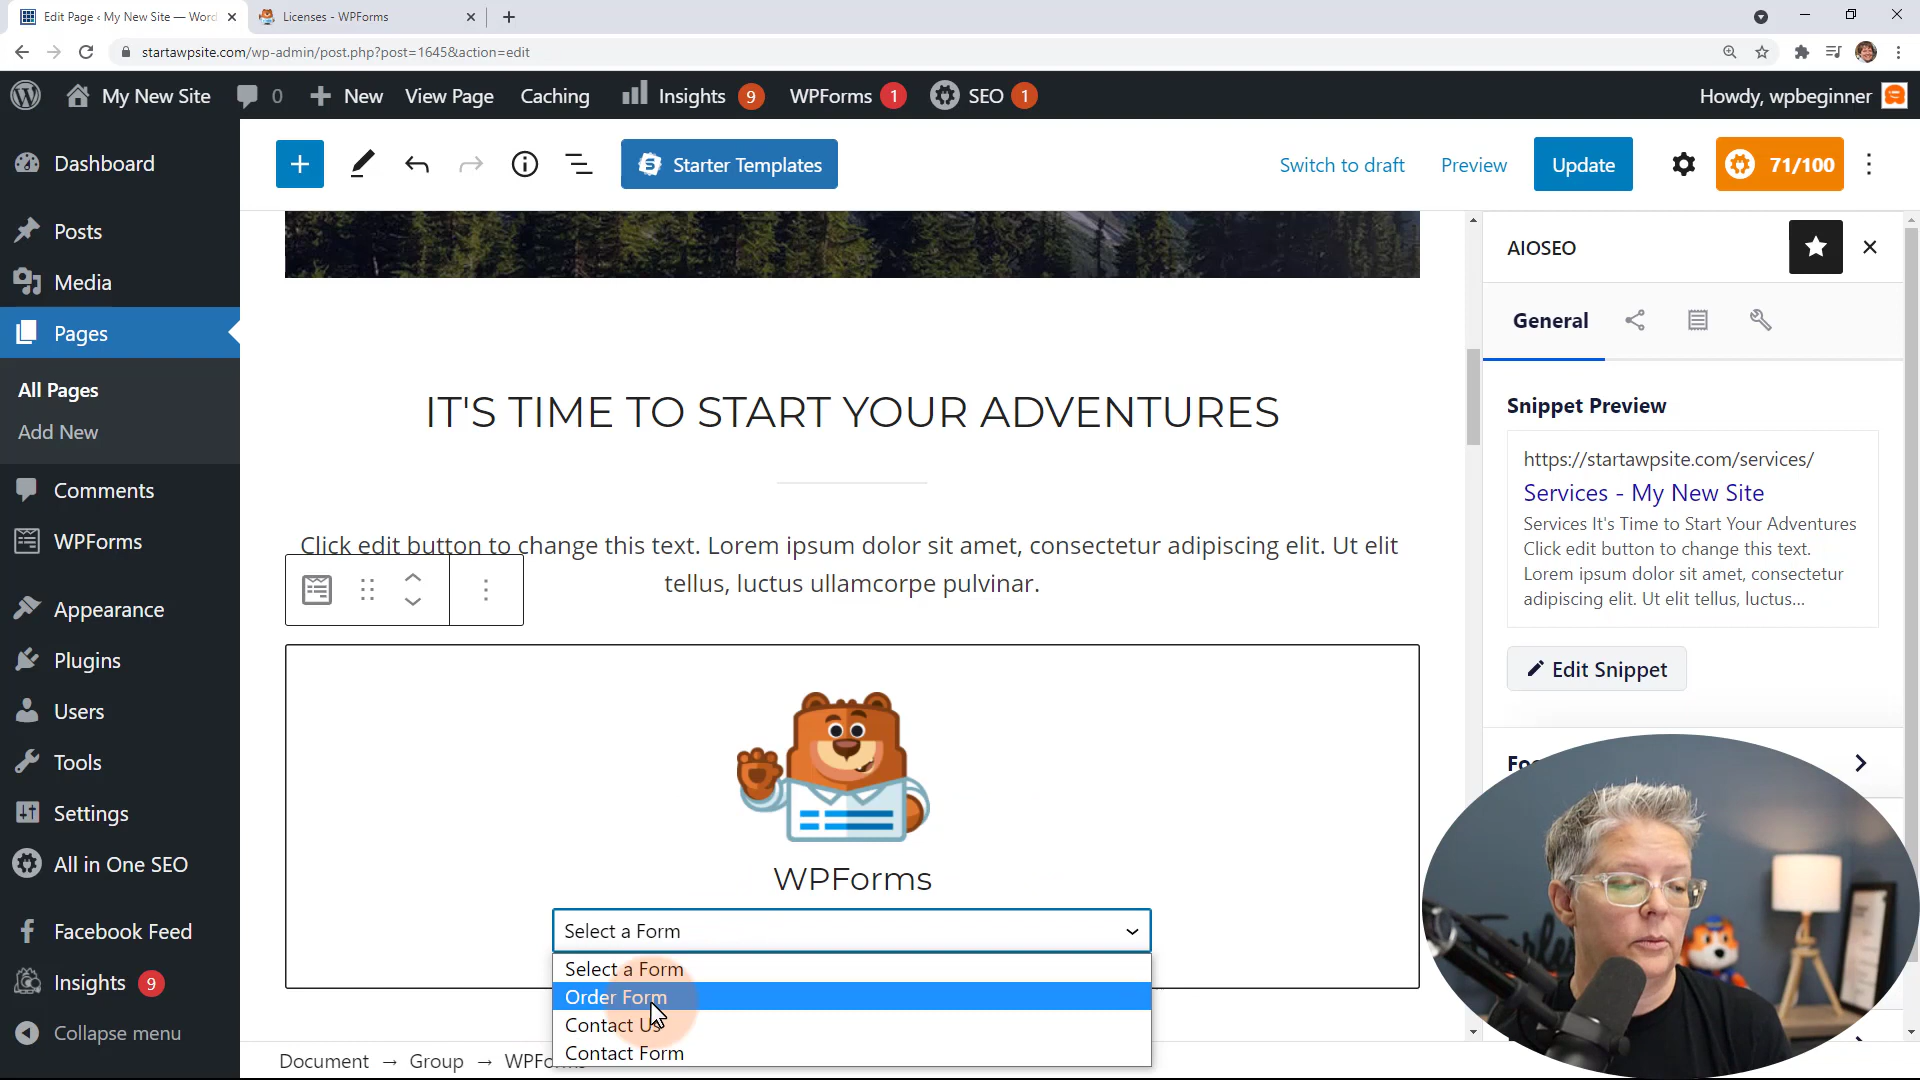 Edit Page ‹ My New Site — Word
Licenses - WPForms
startawpsite.com/wp-admin/post.php?post=1645&action=edit
My New Site
0
New
View Page
Caching
Insights
9
WPForms
1
SEO
1
Howdy, wpbeginner
Dashboard
Posts
Media
Pages
All Pages
Add New
Comments
WPForms
Appearance
Plugins
Users
Tools
Settings
All in One SEO
Facebook Feed
Insights
9
Collapse menu
Starter Templates
Switch to draft
Preview
Update
71/100
IT'S TIME TO START YOUR ADVENTURES
Click edit button to change this text. Lorem ipsum dolor sit amet, consectetur adipiscing elit. Ut elit
tellus, luctus ullamcorpe pulvinar.
WPForms
Select a Form
Select a Form
Order Form
Contact Us
Contact Form
Document → Group → WPFo
AIOSEO
General
Snippet Preview
https://startawpsite.com/services/
Services - My New Site
Services It's Time to Start Your Adventures
Click edit button to change this text.
Lorem ipsum dolor sit amet, consectetur
adipiscing elit. Ut elit tellus, luctus...
Edit Snippet